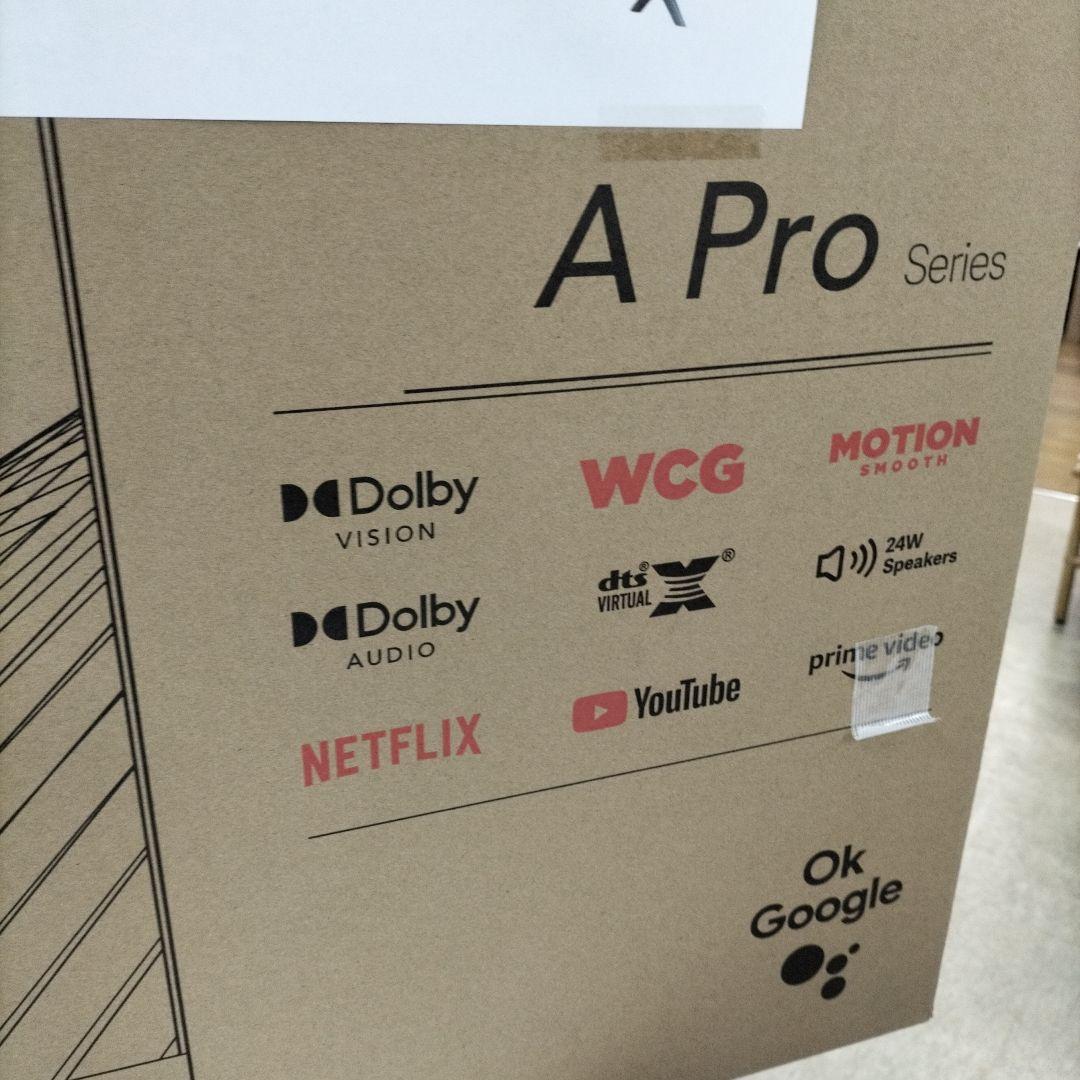 A Pro Series
Dolby
VISION
WCG
MOTION
SMOOTH
Dolby
AUDIO
dts®
VIRTUAL X®
24W
Speakers
NETFLIX
YouTube
prime video
Ok
Google